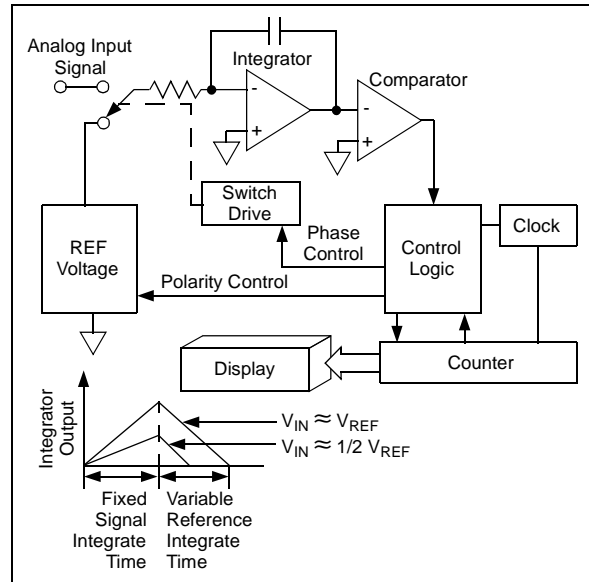 Analog Input
Signal
Integrator
Comparator
-
+
-
+
Switch
Drive
REF
Voltage
Phase
Control
Control
Logic
Clock
Polarity Control
Display
Counter
Integrator
Output
V_IN ≈ V_REF
V_IN ≈ 1/2 V_REF
Fixed
Signal
Integrate
Time
Variable
Reference
Integrate
Time